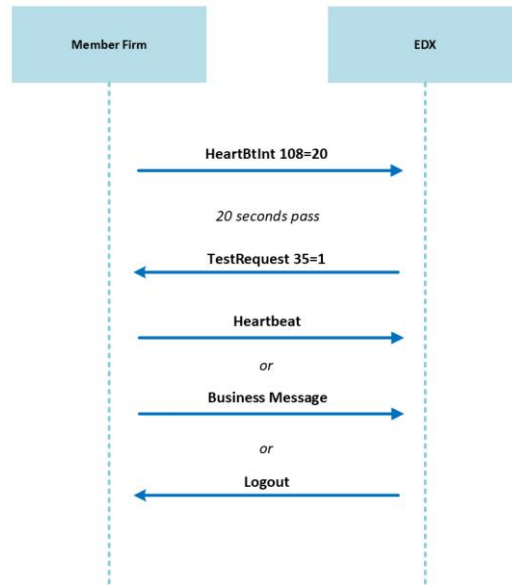 Member Firm
EDX
HeartBtInt 108=20
20 seconds pass
TestRequest 35=1
Heartbeat
or
Business Message
or
Logout